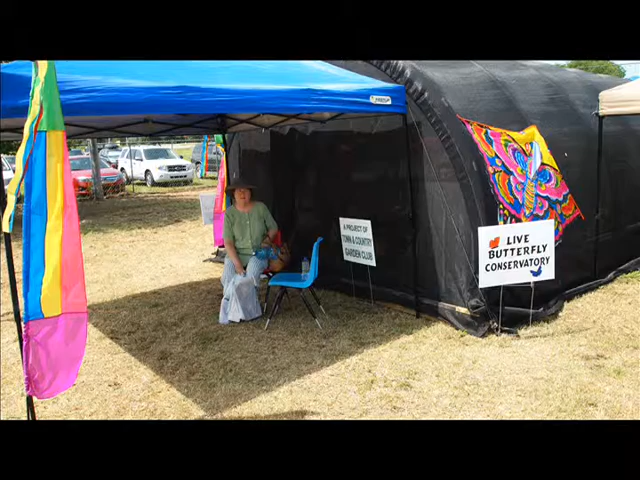 A PROJECT OF
TOWN & COUNTRY
GARDEN CLUB
LIVE
BUTTERFLY
CONSERVATORY